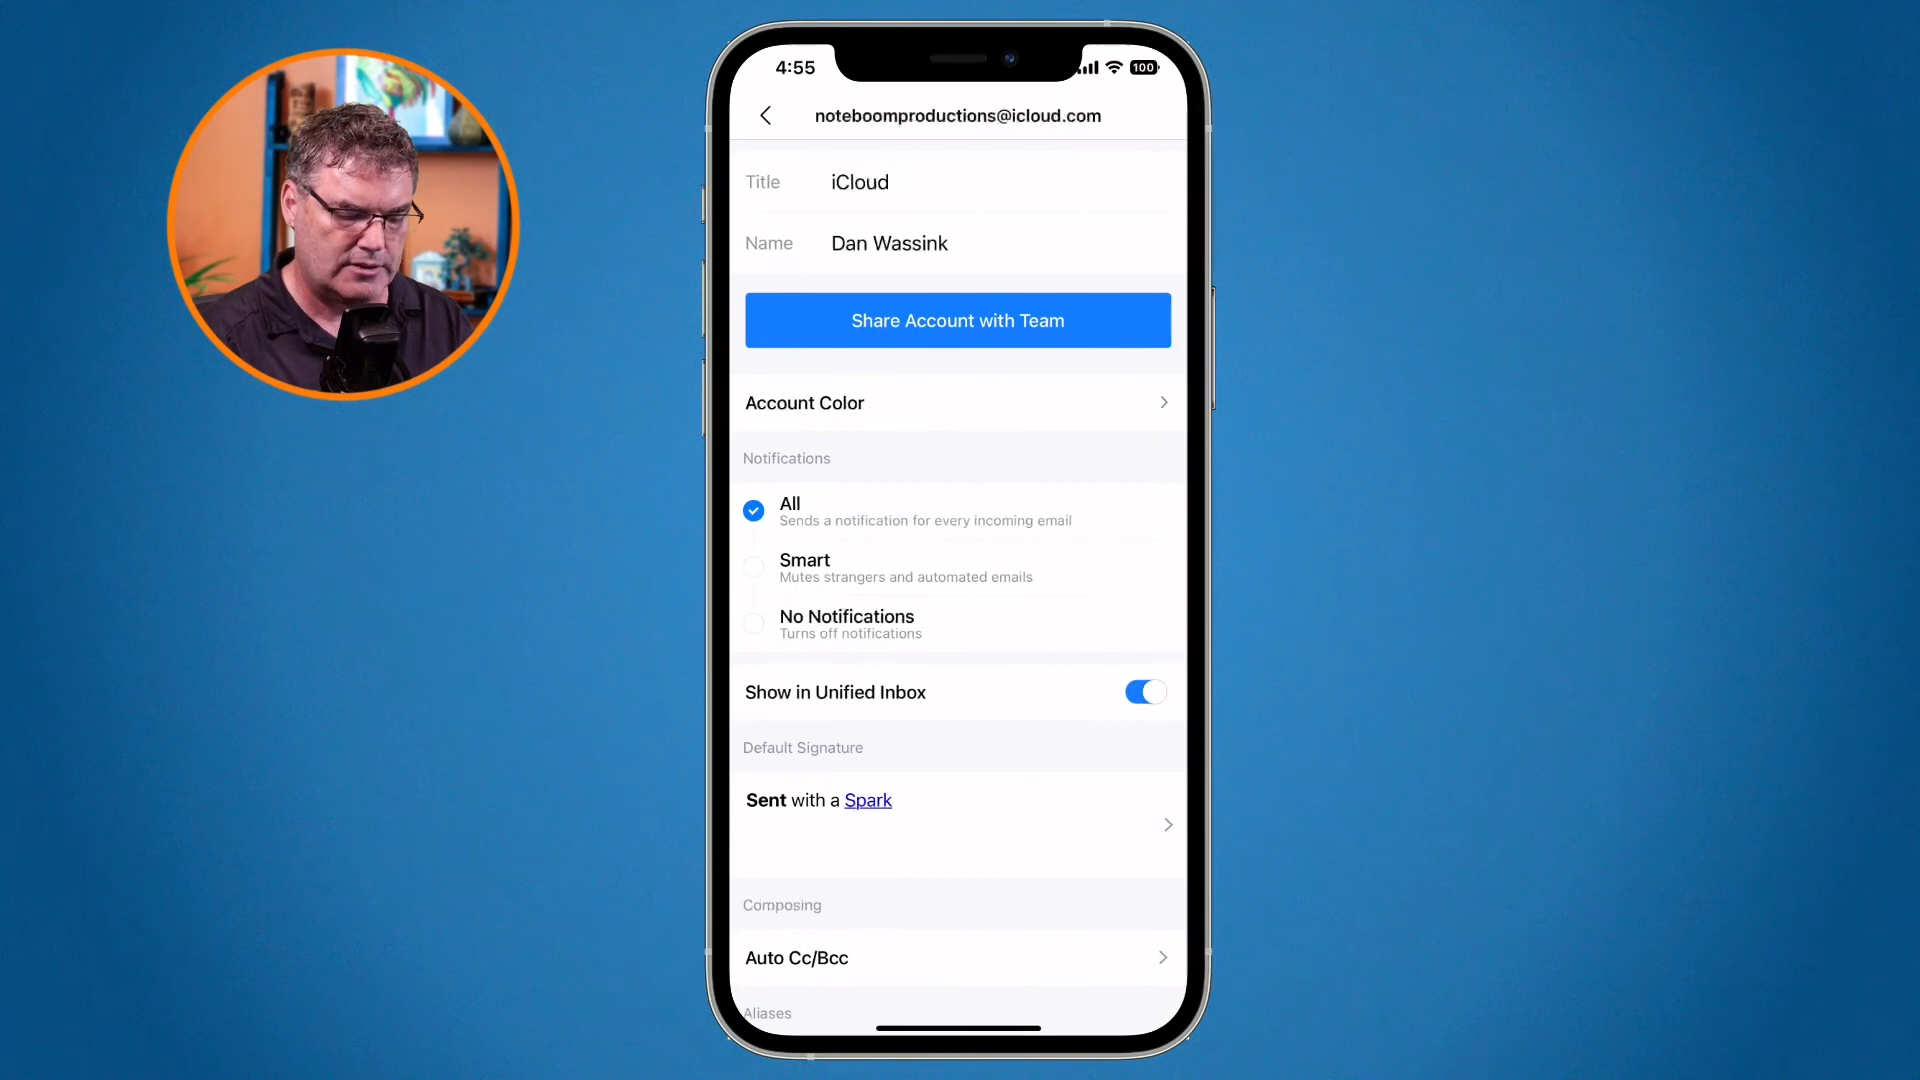 4:55
100
noteboomproductions@icloud.com
Title iCloud
Name Dan Wassink
Share Account with Team
Account Color
Notifications
All
Sends a notification for every incoming email
Smart
Mutes strangers and automated emails
No Notifications
Turns off notifications
Show in Unified Inbox
Default Signature
Sent with a Spark
Composing
Auto Cc/Bcc
Aliases